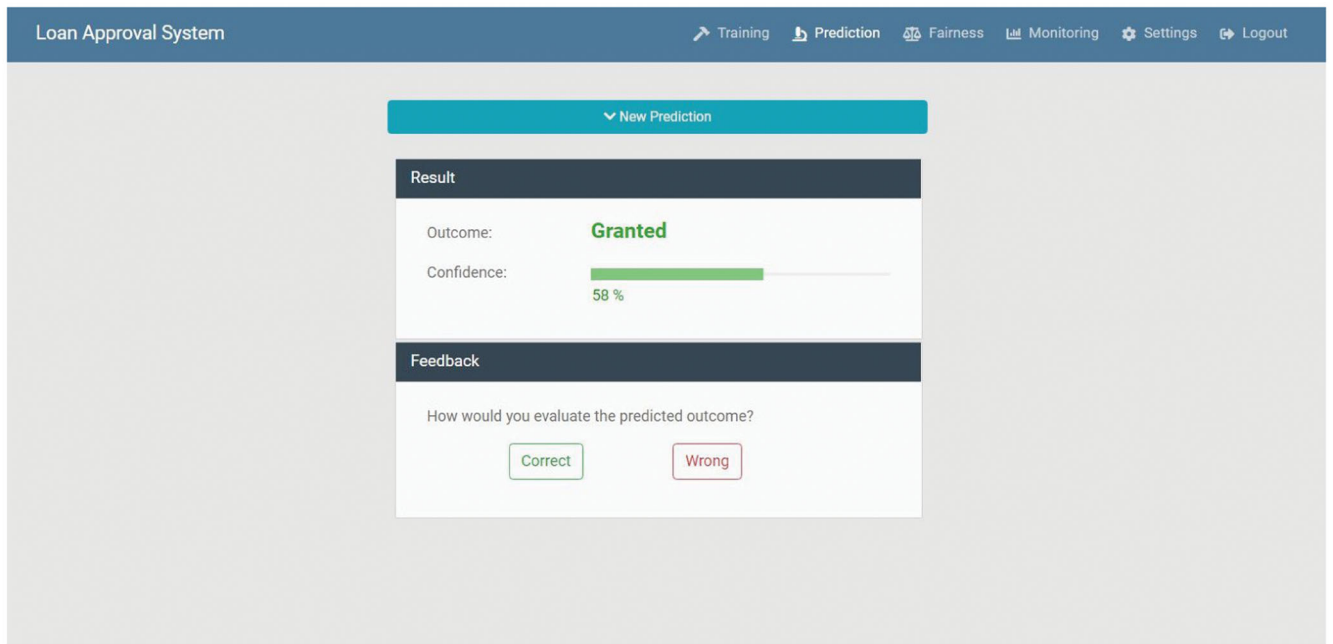 Loan Approval System Training Prediction Fairness Monitoring Settings Logout
New Prediction
Result
Outcome: Granted
Confidence:
58 %
Feedback
How would you evaluate the predicted outcome?
Correct Wrong